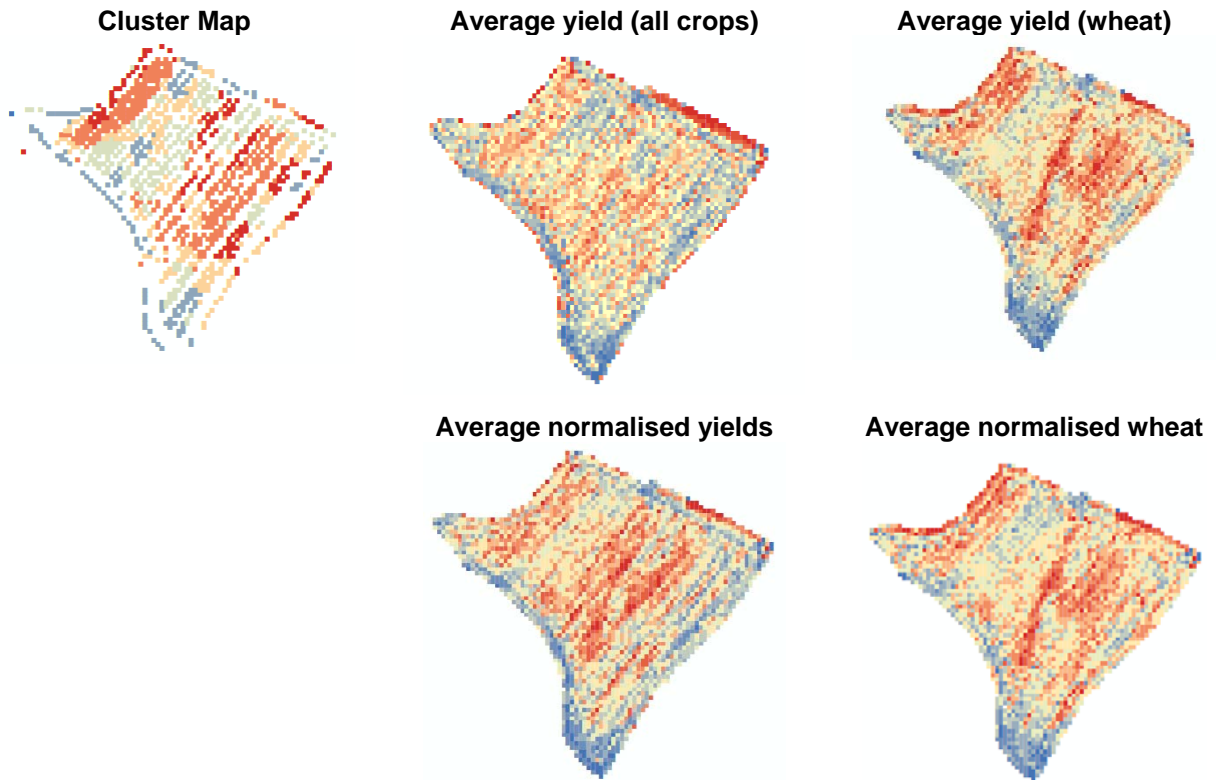 Cluster Map
Average yield (all crops)
Average yield (wheat)
Average normalised yields
Average normalised wheat